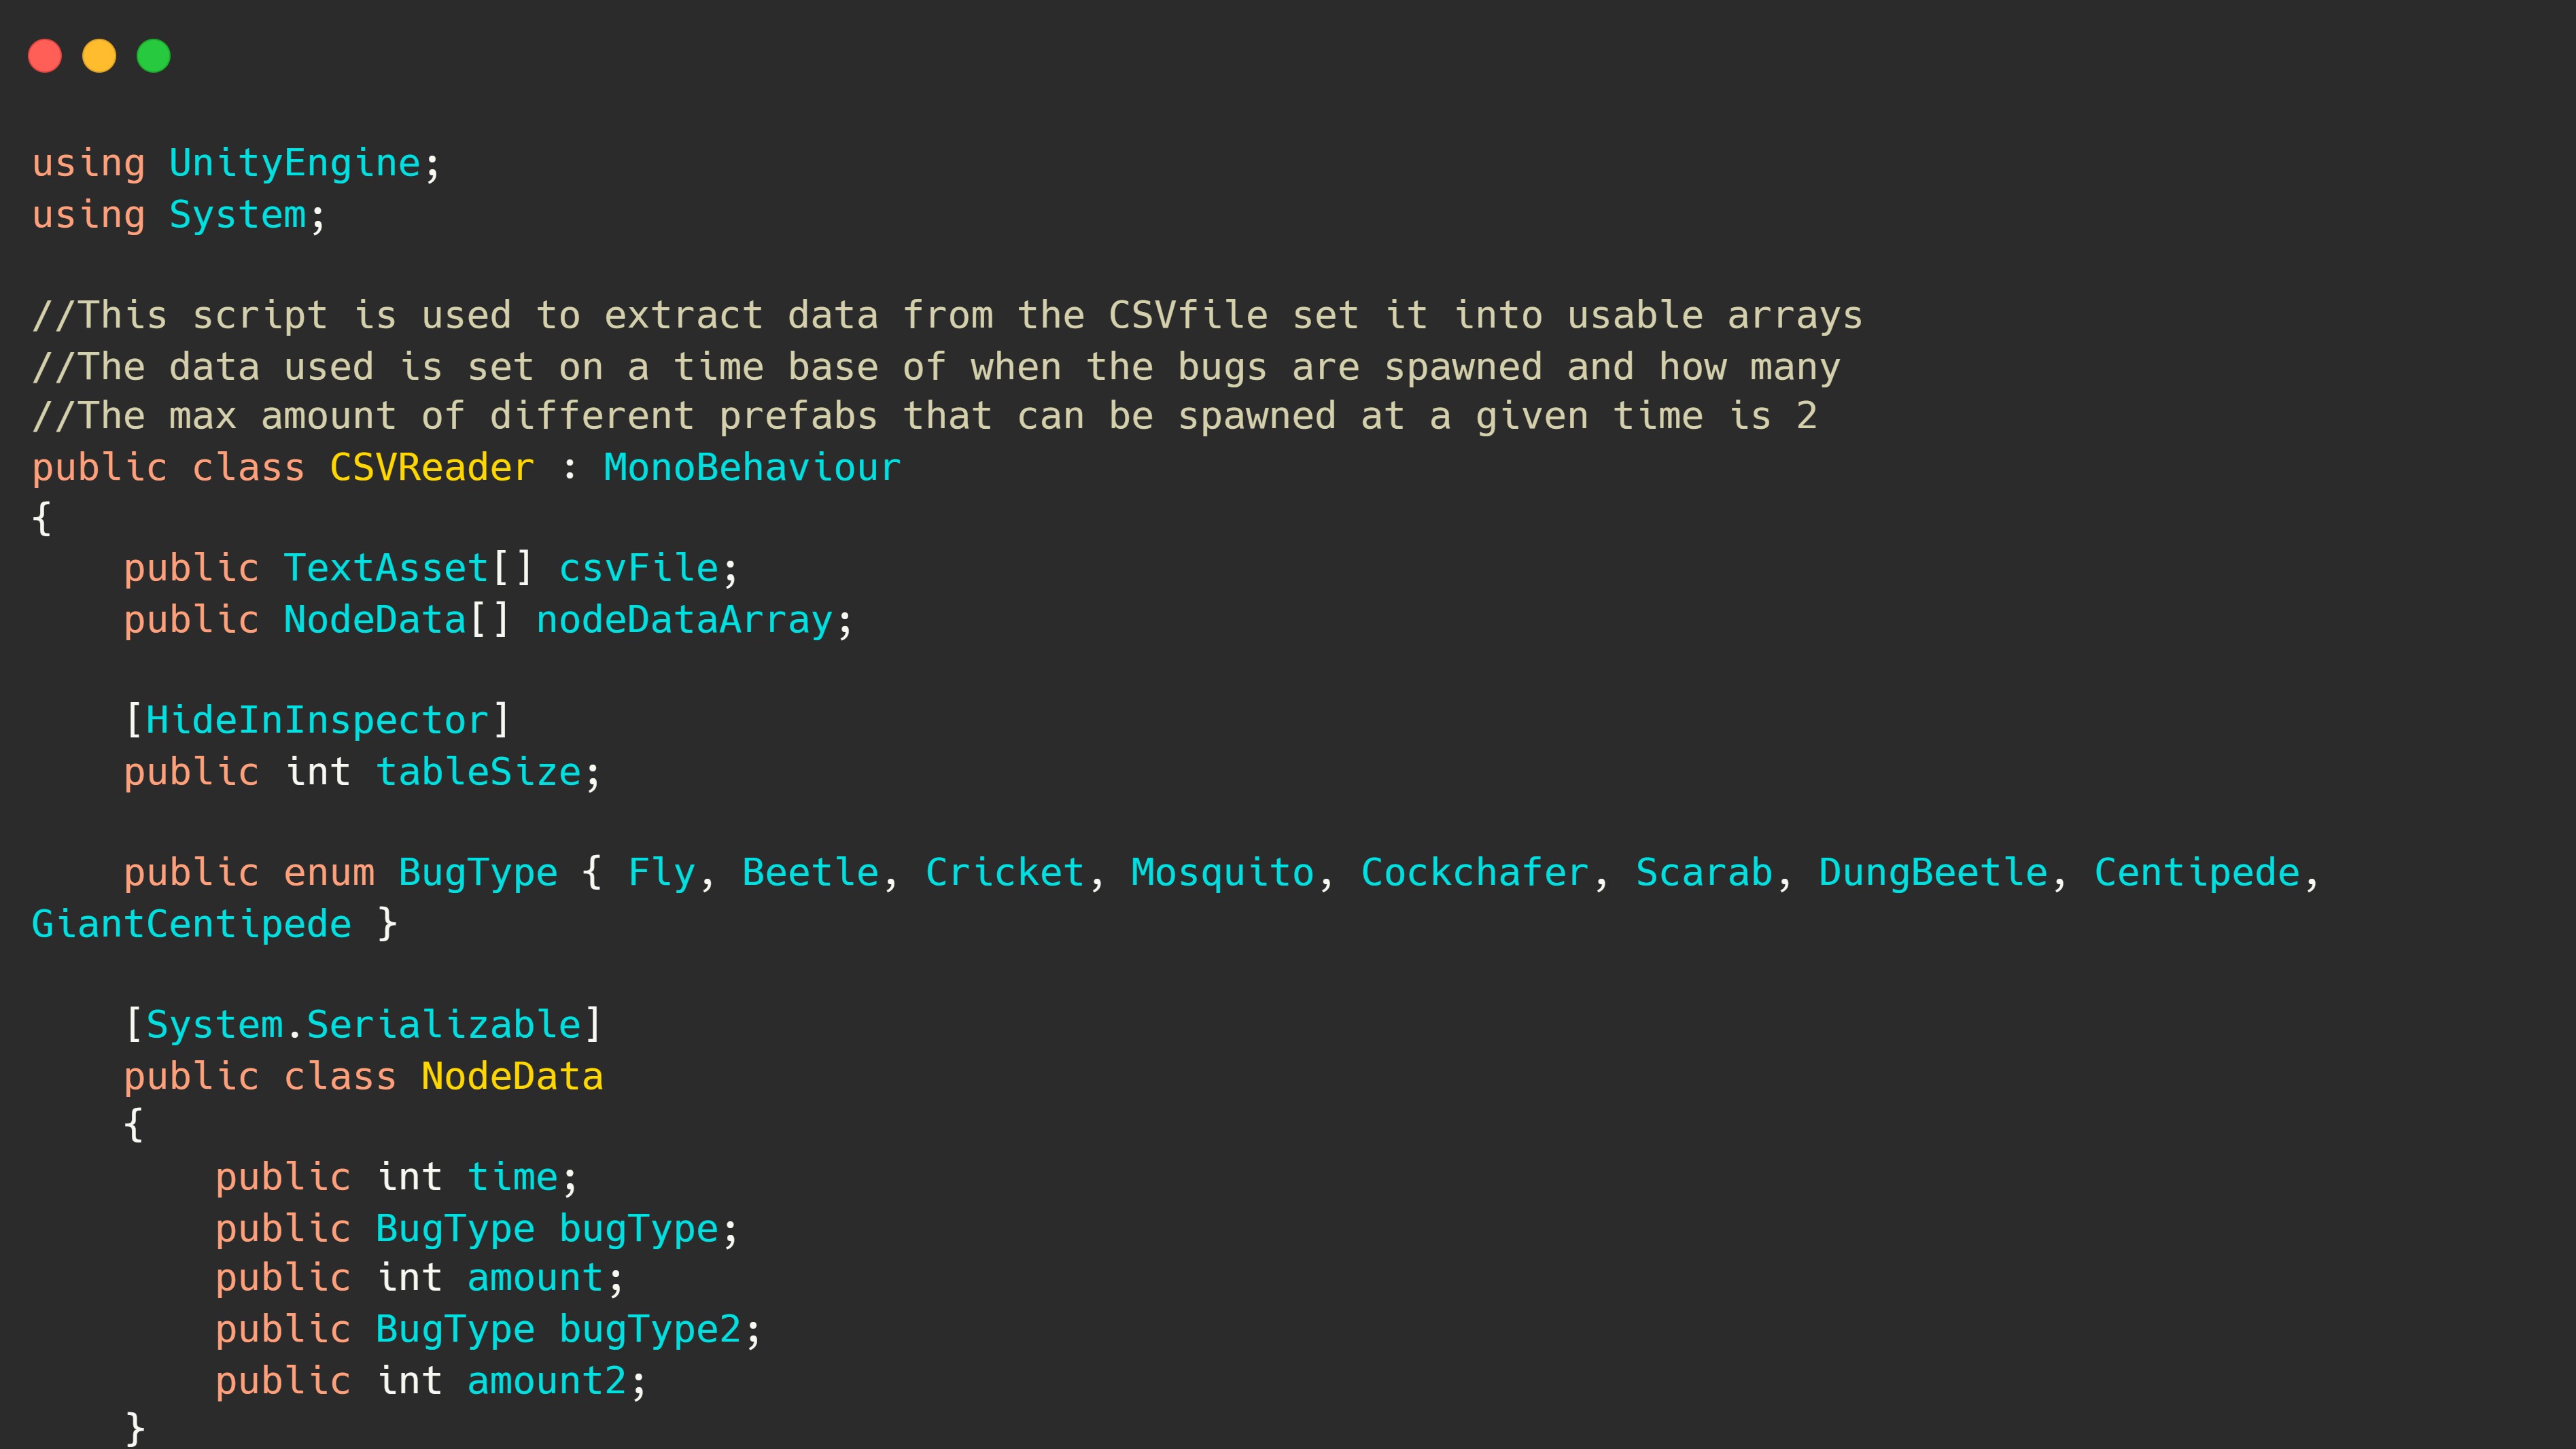 using UnityEngine;
using System;

//This script is used to extract data from the CSVfile set it into usable arrays
//The data used is set on a time base of when the bugs are spawned and how many
//The max amount of different prefabs that can be spawned at a given time is 2
public class CSVReader : MonoBehaviour
{
    public TextAsset[] csvFile;
    public NodeData[] nodeDataArray;

    [HideInInspector]
    public int tableSize;

    public enum BugType { Fly, Beetle, Cricket, Mosquito, Cockchafer, Scarab, DungBeetle, Centipede,
GiantCentipede }

    [System.Serializable]
    public class NodeData
    {
        public int time;
        public BugType bugType;
        public int amount;
        public BugType bugType2;
        public int amount2;
    }